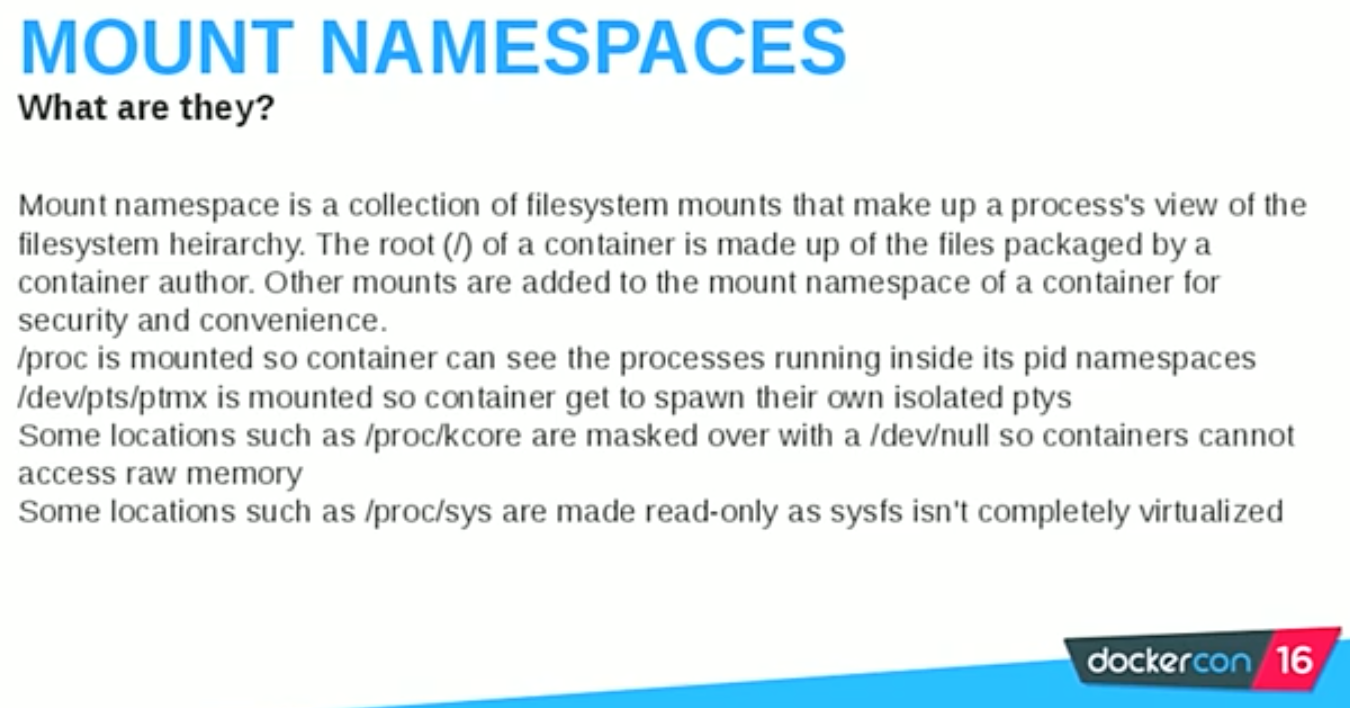 MOUNT NAMESPACES
What are they?
Mount namespace is a collection of filesystem mounts that make up a process's view of the
filesystem heirarchy. The root (/) of a container is made up of the files packaged by a
container author. Other mounts are added to the mount namespace of a container for
security and convenience.
/proc is mounted so container can see the processes running inside its pid namespaces
/dev/pts/ptmx is mounted so container get to spawn their own isolated ptys
Some locations such as /proc/kcore are masked over with a /dev/null so containers cannot
access raw memory
Some locations such as /proc/sys are made read-only as sysfs isn't completely virtualized
dockercon 16